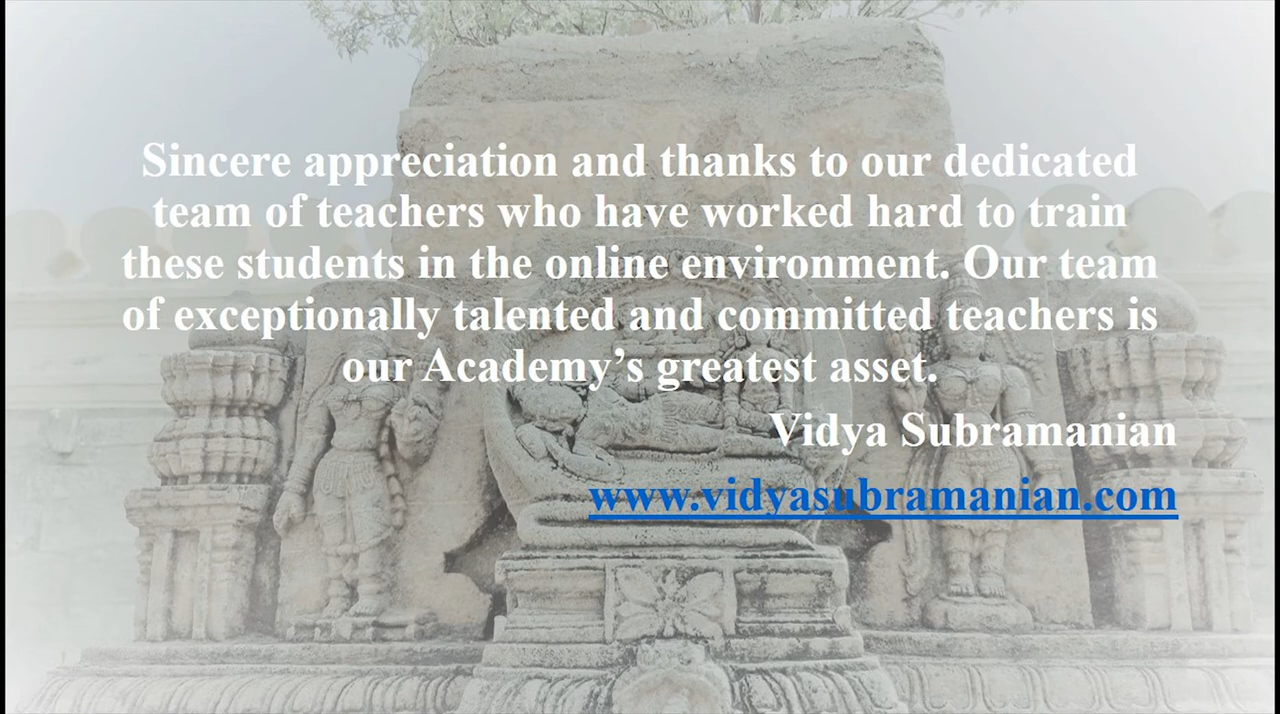 Sincere appreciation and thanks to our dedicated
team of teachers who have worked hard to train
these students in the online environment. Our team
of exceptionally talented and committed teachers is
our Academy’s greatest asset.
Vidya Subramanian
www.vidyasubramanian.com